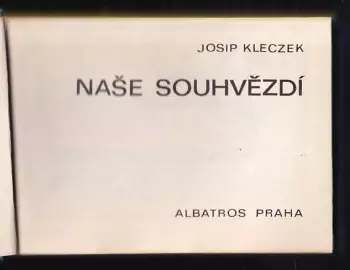 JOSIP KLECZEK
NAŠE SOUHVĚZDÍ
ALBATROS PRAHA